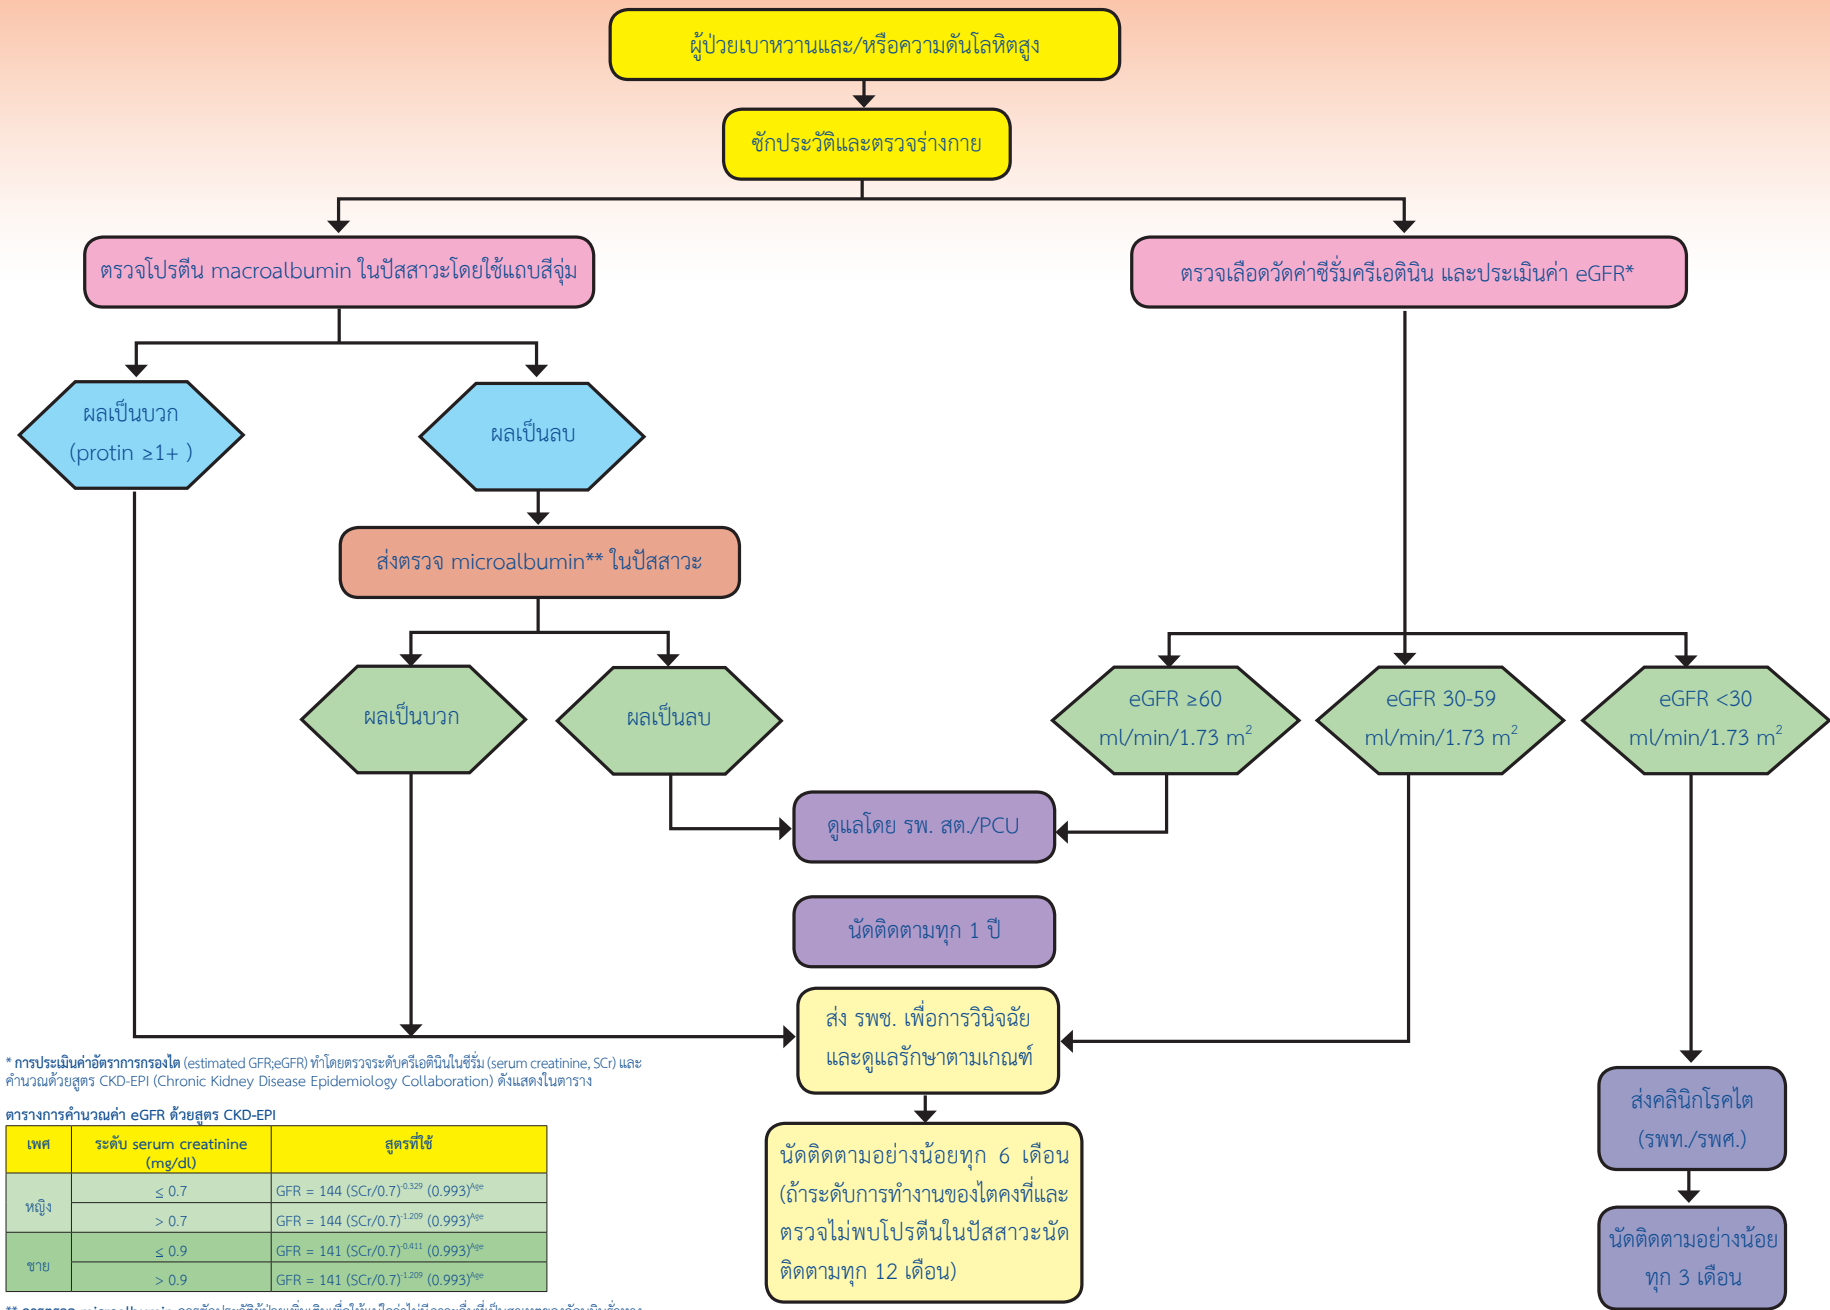 ผู้ป่วยเบาหวานและ/หรือความดันโลหิตสูง
ซักประวัติและตรวจร่างกาย
ตรวจโปรตีน macroalbumin ในปัสสาวะโดยใช้แถบสีจุ่ม
ตรวจเลือดวัดค่าซีรั่มครีเอตินิน และประเมินค่า eGFR*
ผลเป็นบวก
(protin ≥1+ )
ผลเป็นลบ
ส่งตรวจ microalbumin** ในปัสสาวะ
ผลเป็นบวก
ผลเป็นลบ
eGFR ≥60
ml/min/1.73 m²
eGFR 30-59
ml/min/1.73 m²
eGFR <30
ml/min/1.73 m²
ดูแลโดย รพ. สต./PCU
นัดติดตามทุก 1 ปี
ส่ง รพช. เพื่อการวินิจฉัย
และดูแลรักษาตามเกณฑ์
นัดติดตามอย่างน้อยทุก 6 เดือน
(ถ้าระดับการทำงานของไตคงที่และ
ตรวจไม่พบโปรตีนในปัสสาวะนัด
ติดตามทุก 12 เดือน)
ส่งคลินิกโรคไต
(รพท./รพศ.)
นัดติดตามอย่างน้อย
ทุก 3 เดือน
* การประเมินค่าอัตราการกรองไต (estimated GFR;eGFR) ทำโดยตรวจระดับครีเอตินินในซีรั่ม (serum creatinine, SCr) และ
คำนวณด้วยสูตร CKD-EPI (Chronic Kidney Disease Epidemiology Collaboration) ดังแสดงในตาราง
ตารางการคำนวณค่า eGFR ด้วยสูตร CKD-EPI
เพศ ระดับ serum creatinine (mg/dl) สูตรที่ใช้
หญิง ≤ 0.7 GFR = 144 (SCr/0.7)^-0.329 (0.993)^Age
> 0.7 GFR = 144 (SCr/0.7)^-1.209 (0.993)^Age
ชาย ≤ 0.9 GFR = 141 (SCr/0.7)^-0.411 (0.993)^Age
> 0.9 GFR = 141 (SCr/0.7)^-1.209 (0.993)^Age
** การตรวจ microalbumin